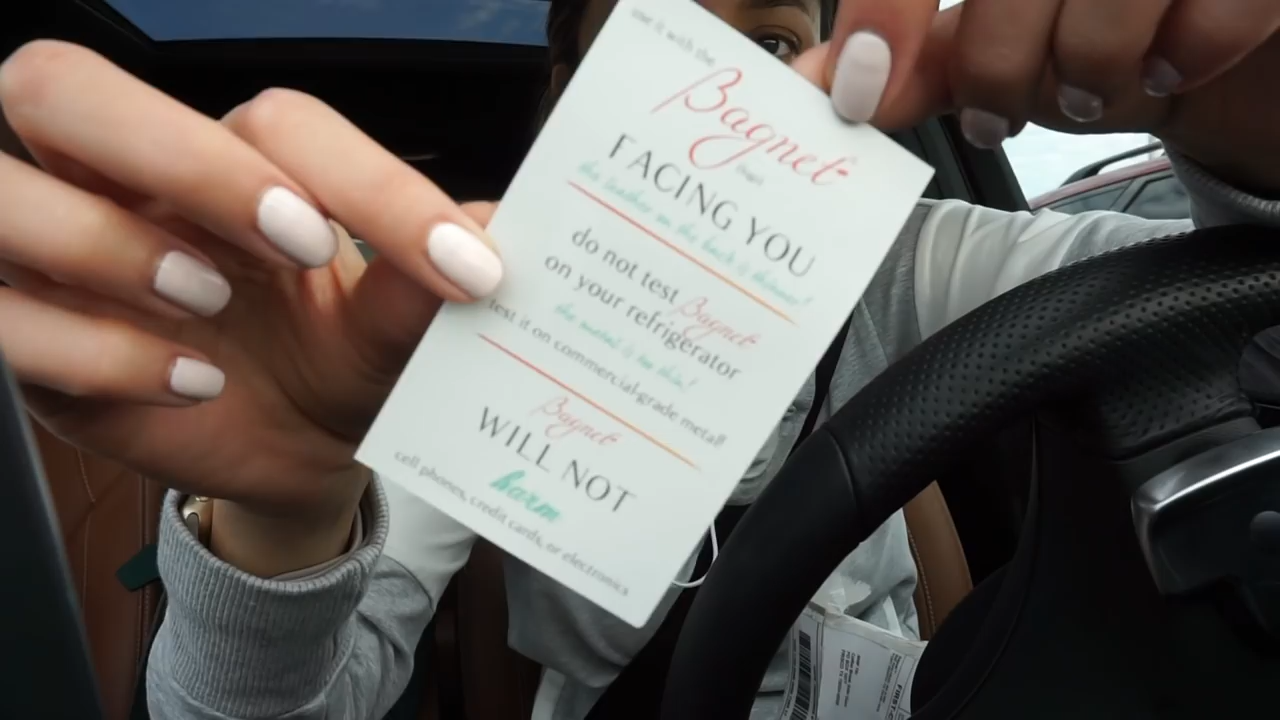 use it with the
Bagnet
FACING YOU
the leather on the back is thinner!
do not test Bagnet
on your refrigerator
the metal is too thin!
test it on commercial-grade metal!
Bagnet
WILL NOT
harm
cell phones, credit cards, or electronics
FIRST